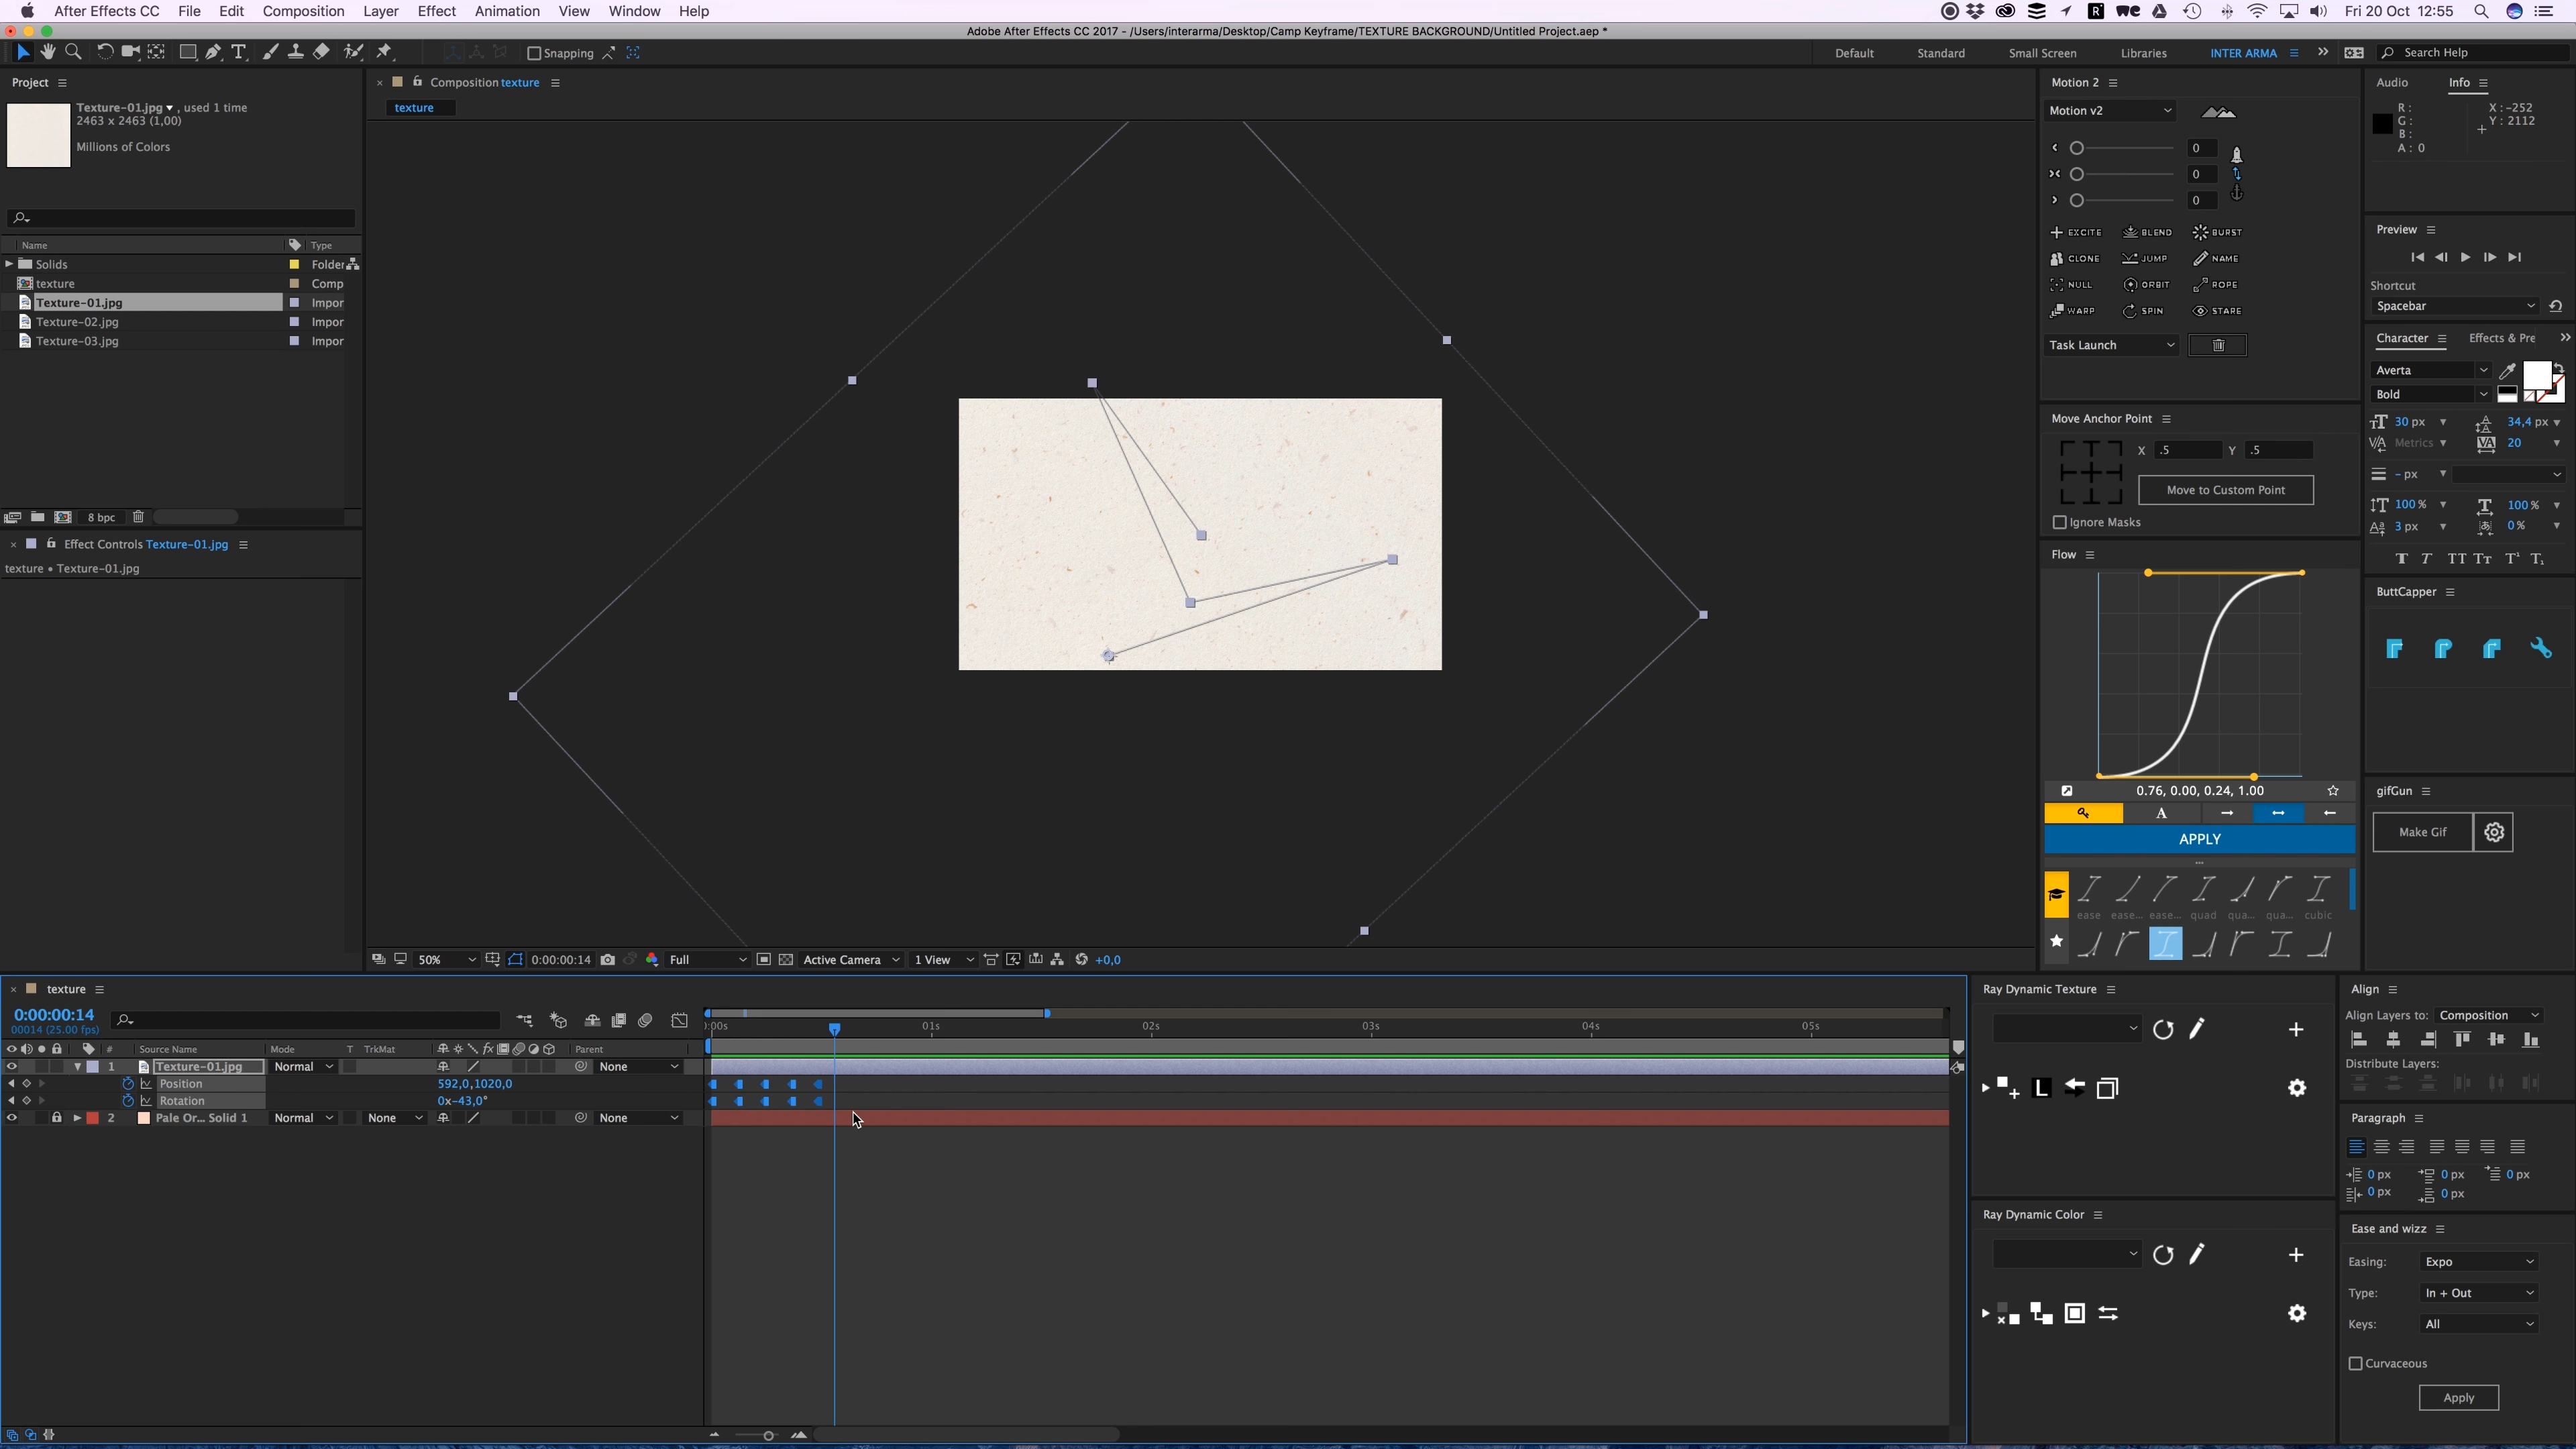 After Effects CC File Edit Composition Layer Effect Animation View Window Help
Fri 20 Oct 12:55
Adobe After Effects CC 2017 - /Users/interarma/Desktop/Camp Keyframe/TEXTURE BACKGROUND/Untitled Project.aep *
Snapping
Default Standard Small Screen Libraries INTER ARMA Search Help
Project
Texture-01.jpg , used 1 time
2463 x 2463 (1,00)
Millions of Colors
Name Type
Solids Folder
texture Comp
Texture-01.jpg Impor
Texture-02.jpg Impor
Texture-03.jpg Impor
8 bpc
Effect Controls Texture-01.jpg
texture • Texture-01.jpg
Composition texture
texture
50% 0:00:00:14 Full Active Camera 1 View +0,0
Motion 2
Motion v2
0
0
0
EXCITE BLEND BURST
CLONE JUMP NAME
NULL ORBIT ROPE
WARP SPIN STARE
Task Launch
Move Anchor Point
X .5 Y .5
Move to Custom Point
Ignore Masks
Flow
0.76, 0.00, 0.24, 1.00
A
APPLY
ease ease... ease... quad qua... qua... cubic
Audio Info
R :
G :
B :
A : 0
X : -252
Y : 2112
Preview
Shortcut
Spacebar
Character Effects & Pre
Averta
Bold
30 px 34,4 px
Metrics 20
- px
100 % 100 %
3 px 0 %
ButtCapper
gifGun
Make Gif
texture
0:00:00:14
00014 (25.00 fps)
# Source Name Mode T TrkMat Parent
1 Texture-01.jpg Normal None
Position 592,0,1020,0
Rotation 0x-43,0°
2 Pale Or... Solid 1 Normal None None
):00s 01s 02s 03s 04s 05s
Ray Dynamic Texture
L
Ray Dynamic Color
Align
Align Layers to: Composition
Distribute Layers:
Paragraph
0 px 0 px 0 px
0 px 0 px
Ease and wizz
Easing: Expo
Type: In + Out
Keys: All
Curvaceous
Apply